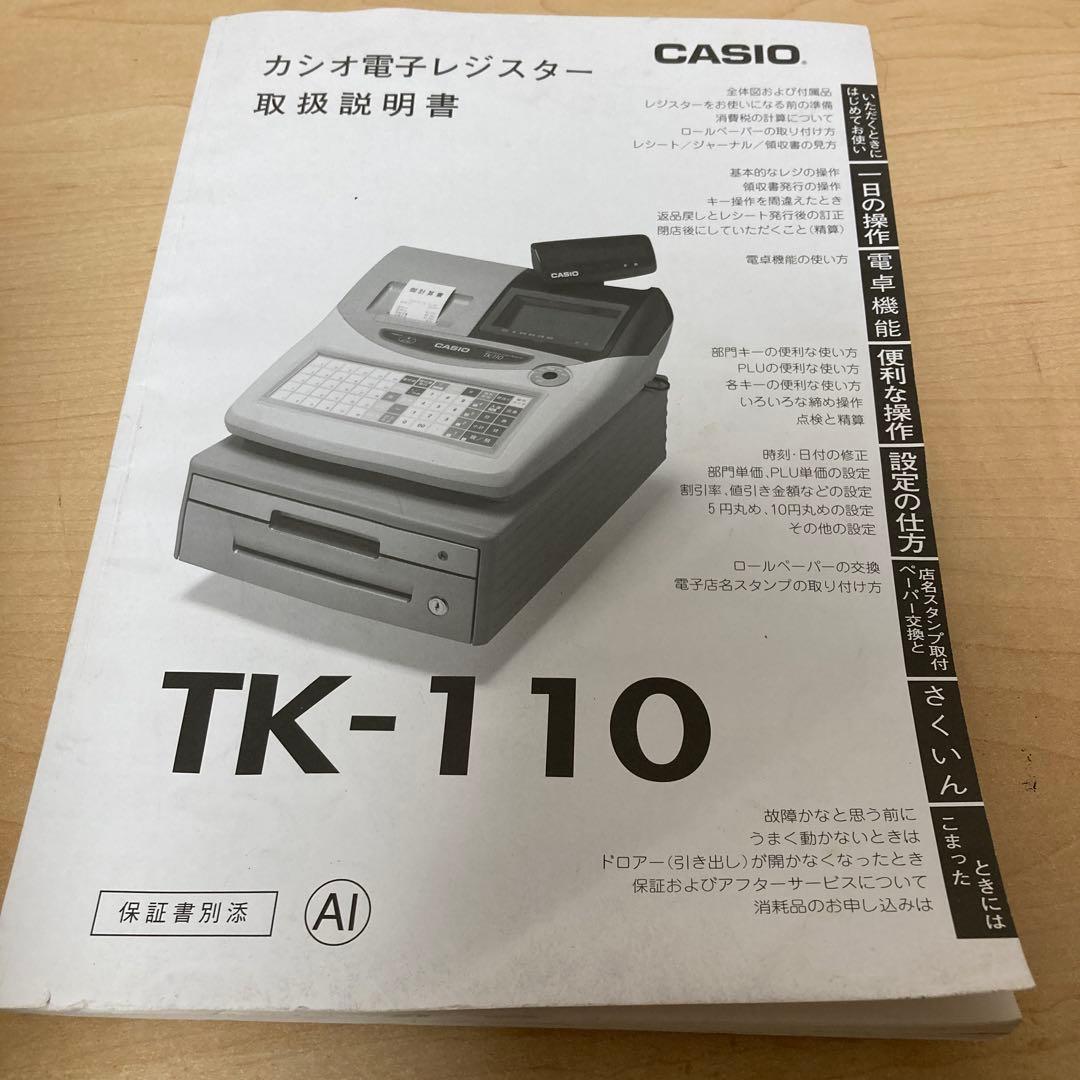 カシオ電子レジスター
取扱説明書
CASIO®
全体図および付属品
レジスターをお使いになる前の準備
消費税の計算について
ロールペーパーの取り付け方
レシート/ジャーナル/領収書の見方
はじめてお使い
いただくときに
基本的なレジの操作
領収書発行の操作
キー操作を間違えたとき
返品戻しとレシート発行後の訂正
閉店後にしていただくこと(精算)
一日の操作
電卓機能の使い方
電卓機能
部門キーの便利な使い方
PLUの便利な使い方
各キーの便利な使い方
いろいろな締め操作
点検と精算
便利な操作
時刻・日付の修正
部門単価、PLU単価の設定
割引率、値引き金額などの設定
5円丸め、10円丸めの設定
その他の設定
設定の仕方
ロールペーパーの交換
電子店名スタンプの取り付け方
ペーパー交換と
店名スタンプ取付
さくいん
故障かなと思う前に
うまく動かないときは
ドロアー(引き出し)が開かなくなったとき
保証およびアフターサービスについて
消耗品のお申し込みは
こまった
ときには
CASIO
御計算書
CASIO
TK110
TK-110
保証書別添
AI